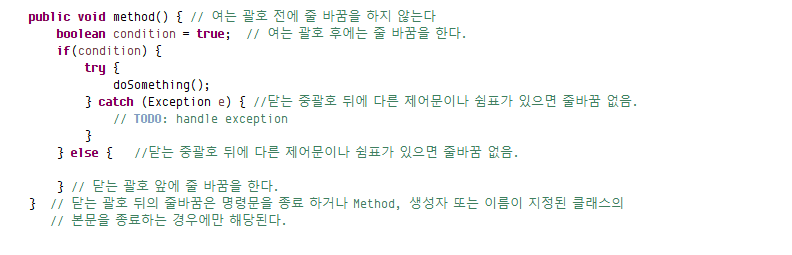 public void method() { // 여는 괄호 전에 줄 바꿈을 하지 않는다
    boolean condition = true;  // 여는 괄호 후에는 줄 바꿈을 한다.
    if(condition) {
        try {
            doSomething();
        } catch (Exception e) { //닫는 중괄호 뒤에 다른 제어문이나 쉼표가 있으면 줄바꿈 없음.
            // TODO: handle exception
        }
    } else {   //닫는 중괄호 뒤에 다른 제어문이나 쉼표가 있으면 줄바꿈 없음.
    } // 닫는 괄호 앞에 줄 바꿈을 한다.
}  // 닫는 괄호 뒤의 줄바꿈은 명령문을 종료 하거나 Method, 생성자 또는 이름이 지정된 클래스의
   // 본문을 종료하는 경우에만 해당된다.